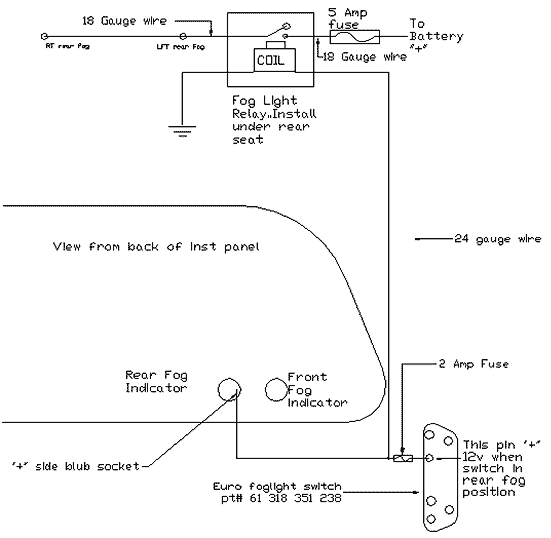 18 Gauge wire
5 Amp
fuse
To
Battery
"+"
RT rear fog
LFT rear Fog
18 Gauge wire
COIL
Fog Light
Relay..Install
under rear
seat
View from back of inst panel
24 gauge wire
Rear Fog
Indicator
Front
Fog
Indicator
2 Amp Fuse
"+" side blub socket
This pin "+"
12v when
switch in
rear fog
position
Euro foglight switch
pt# 61 318 351 238